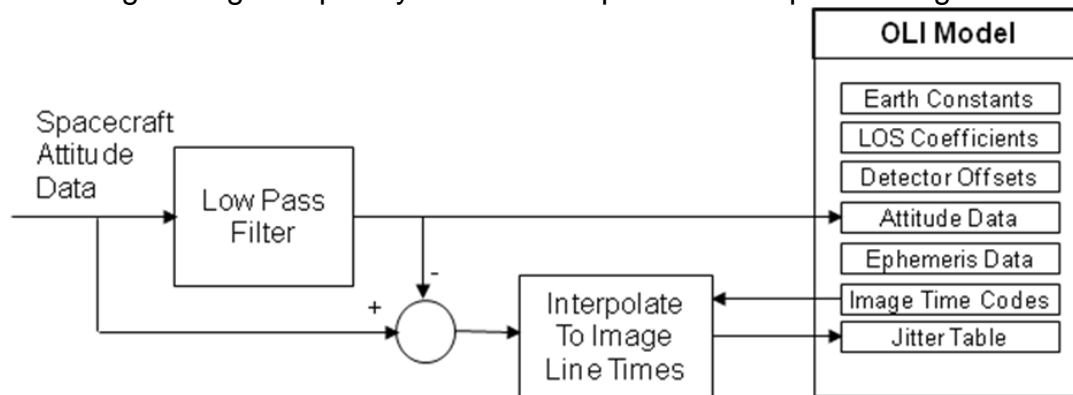 OLI Model
Earth Constants
LOS Coefficients
Detector Offsets
Attitude Data
Ephemeris Data
Image Time Codes
Jitter Table
Spacecraft
Attitude
Data
Low Pass
Filter
-
+
Interpolate
To Image
Line Times